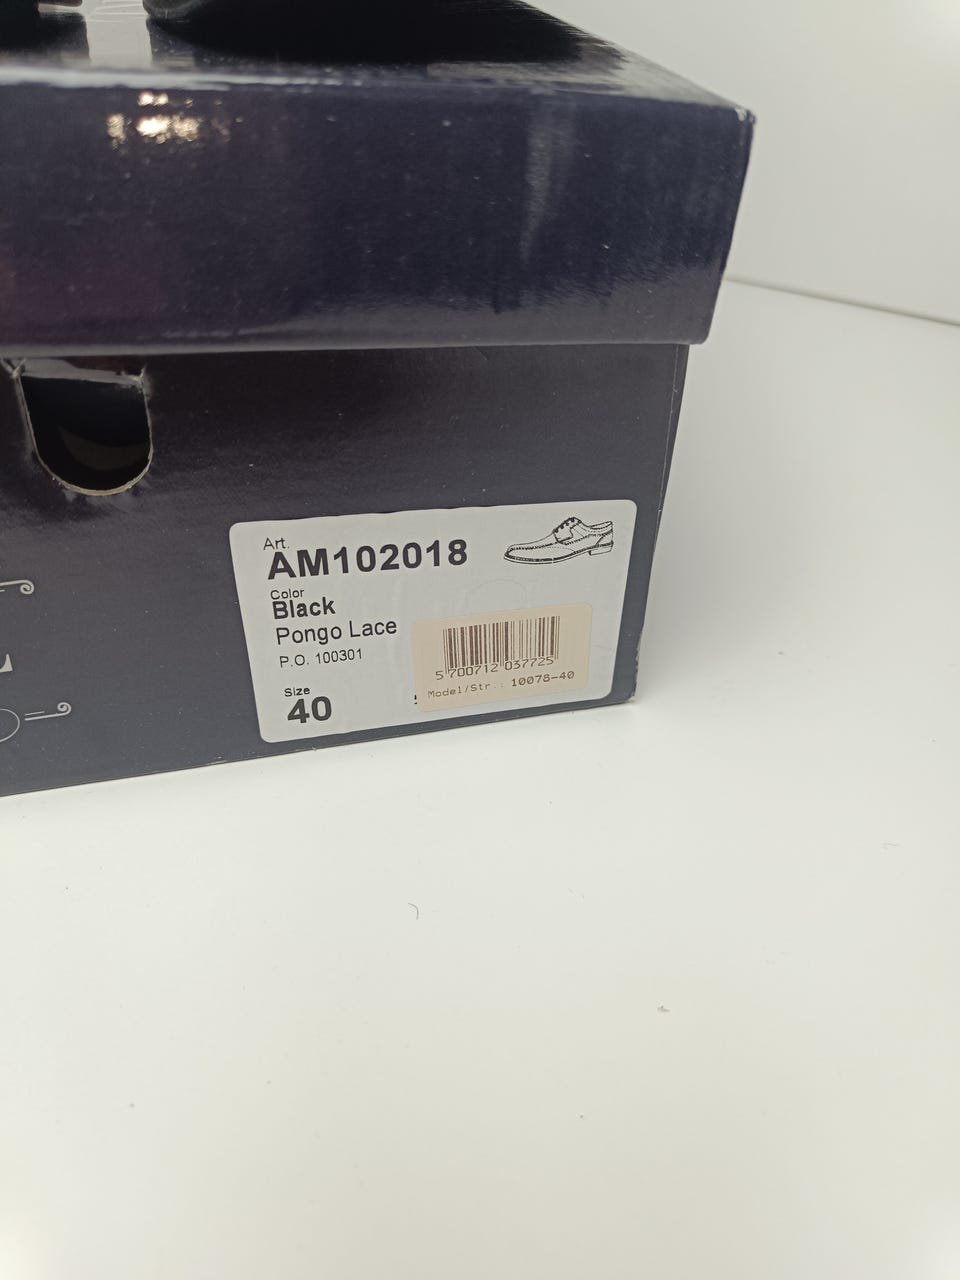 Art.
AM102018
Color
Black
Pongo Lace
P.O. 100301
Size
40
5 700712 037725
Model/Str.: 10078-40